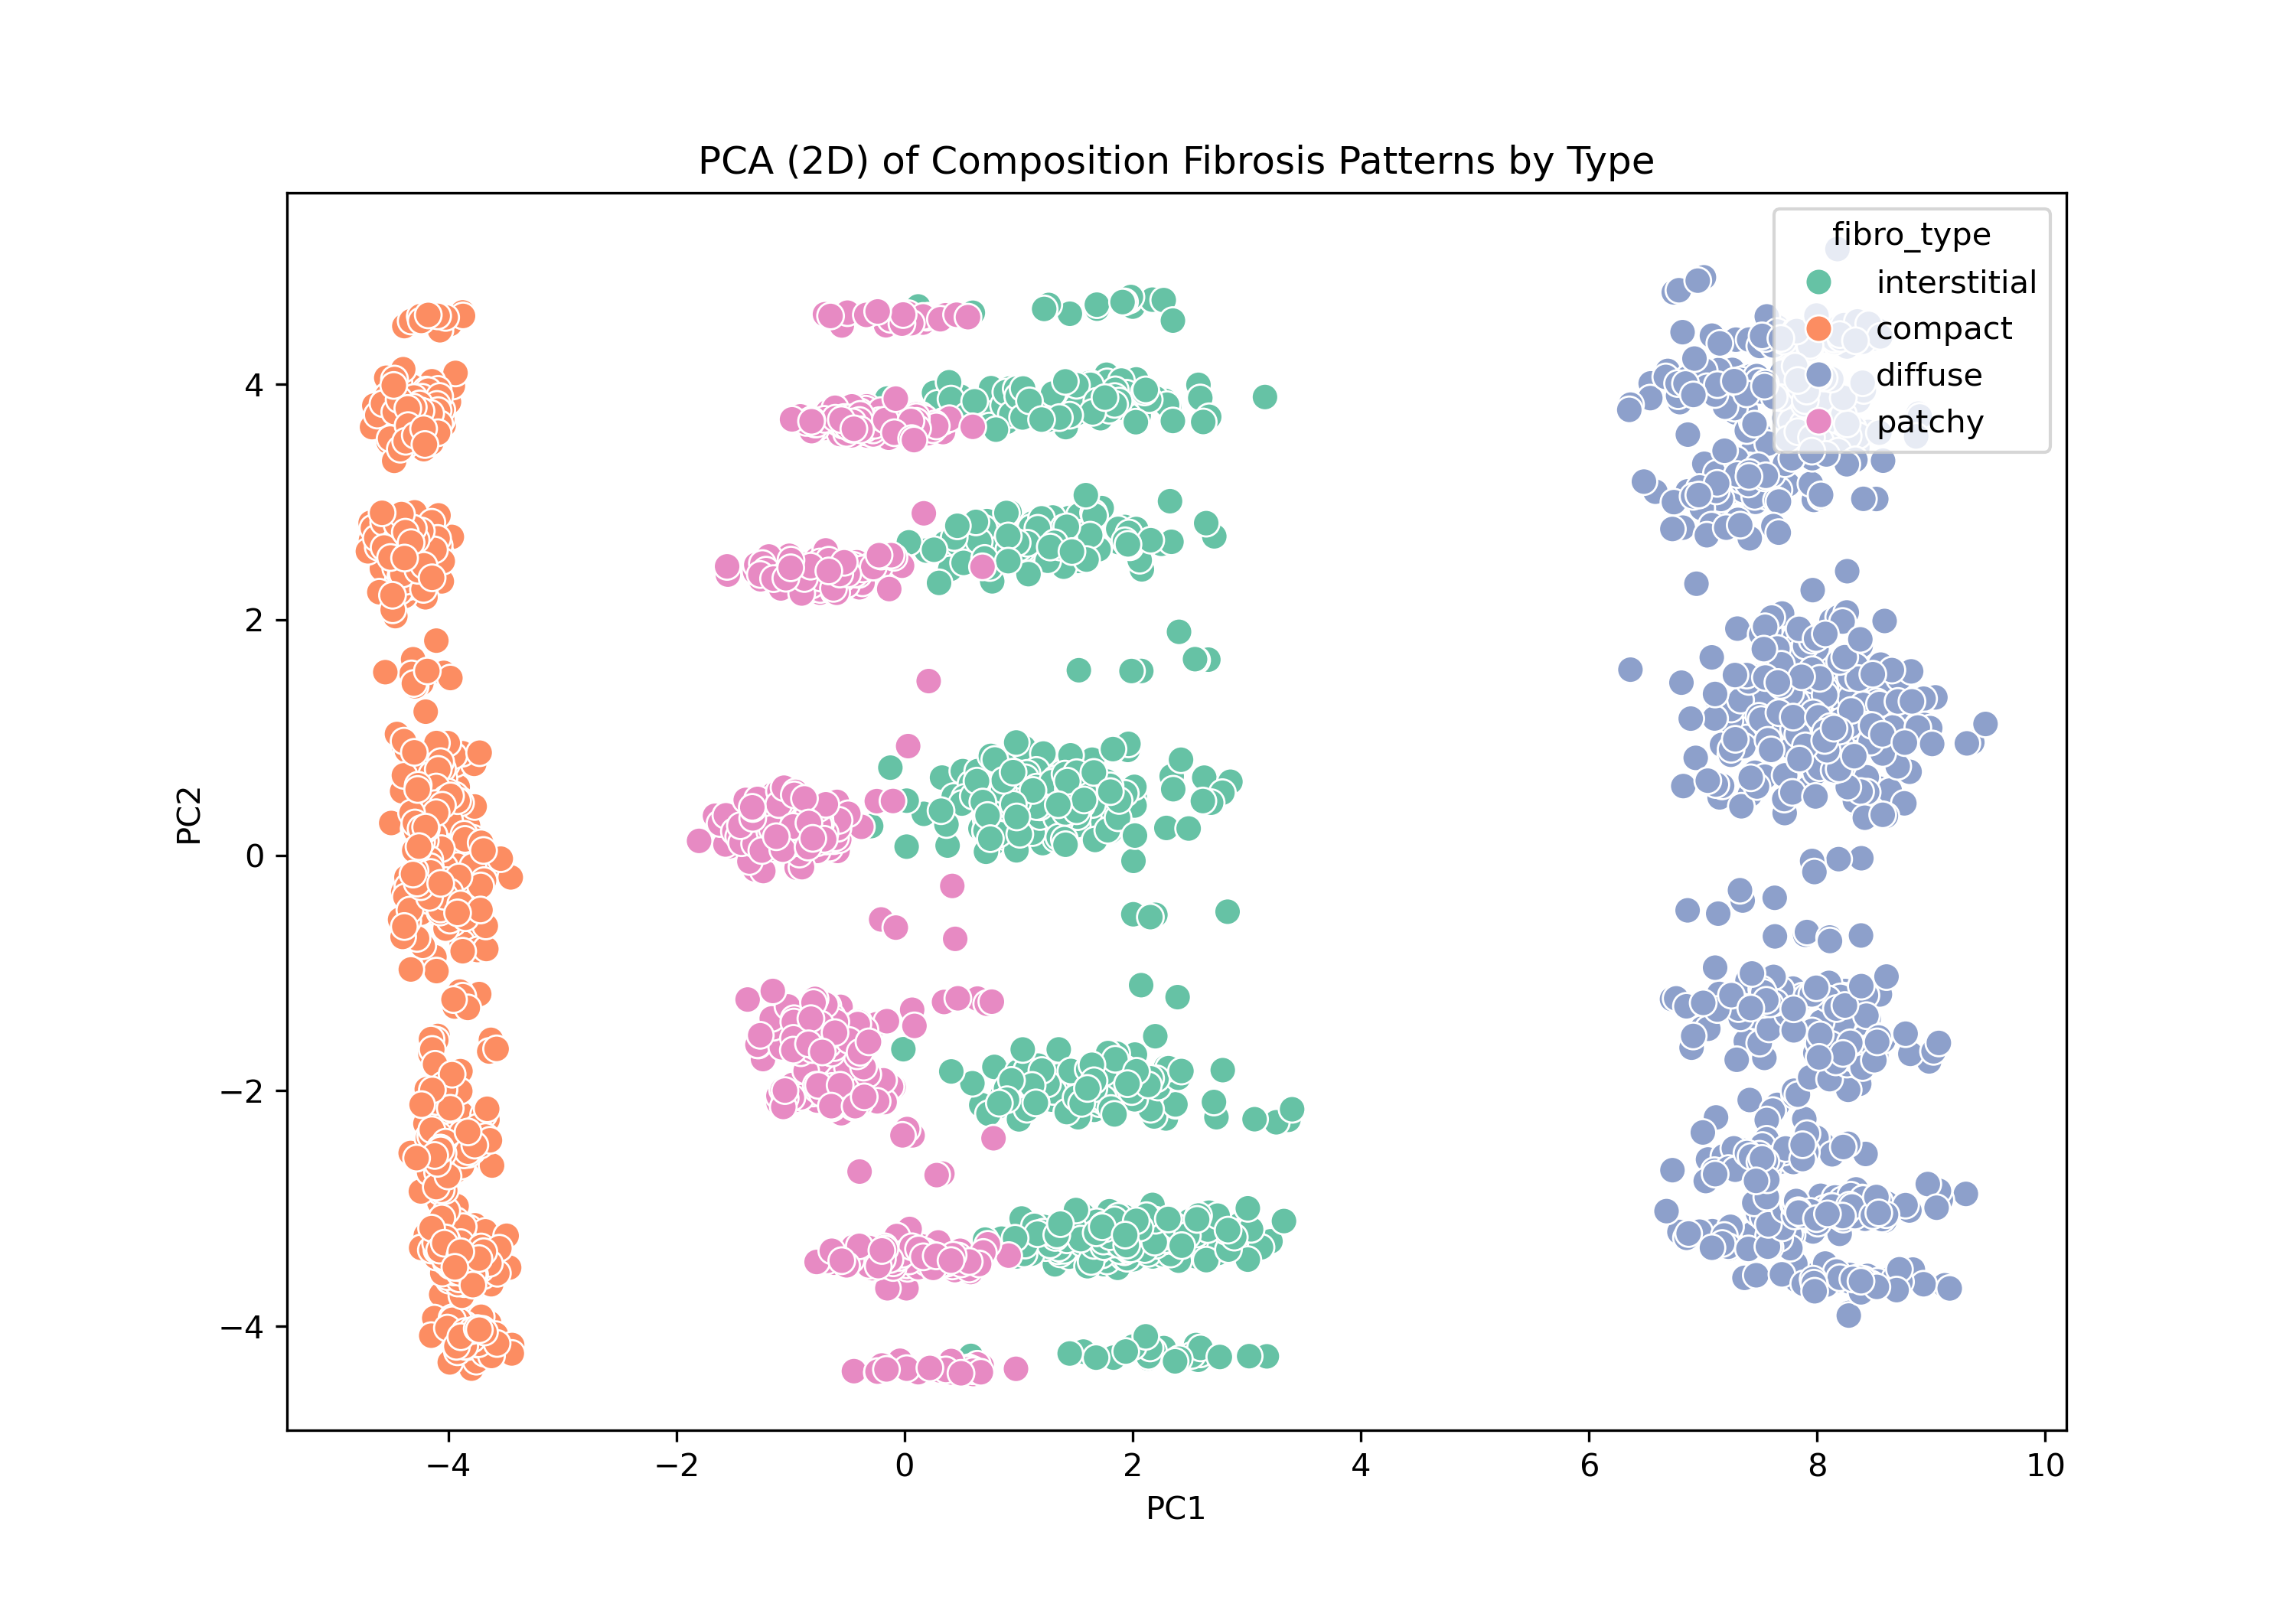 PCA (2D) of Composition Fibrosis Patterns by Type
fibro_type
interstitial
compact
diffuse
patchy
PC2
4
2
0
−2
−4
−4
−2
0
2
4
6
8
10
PC1